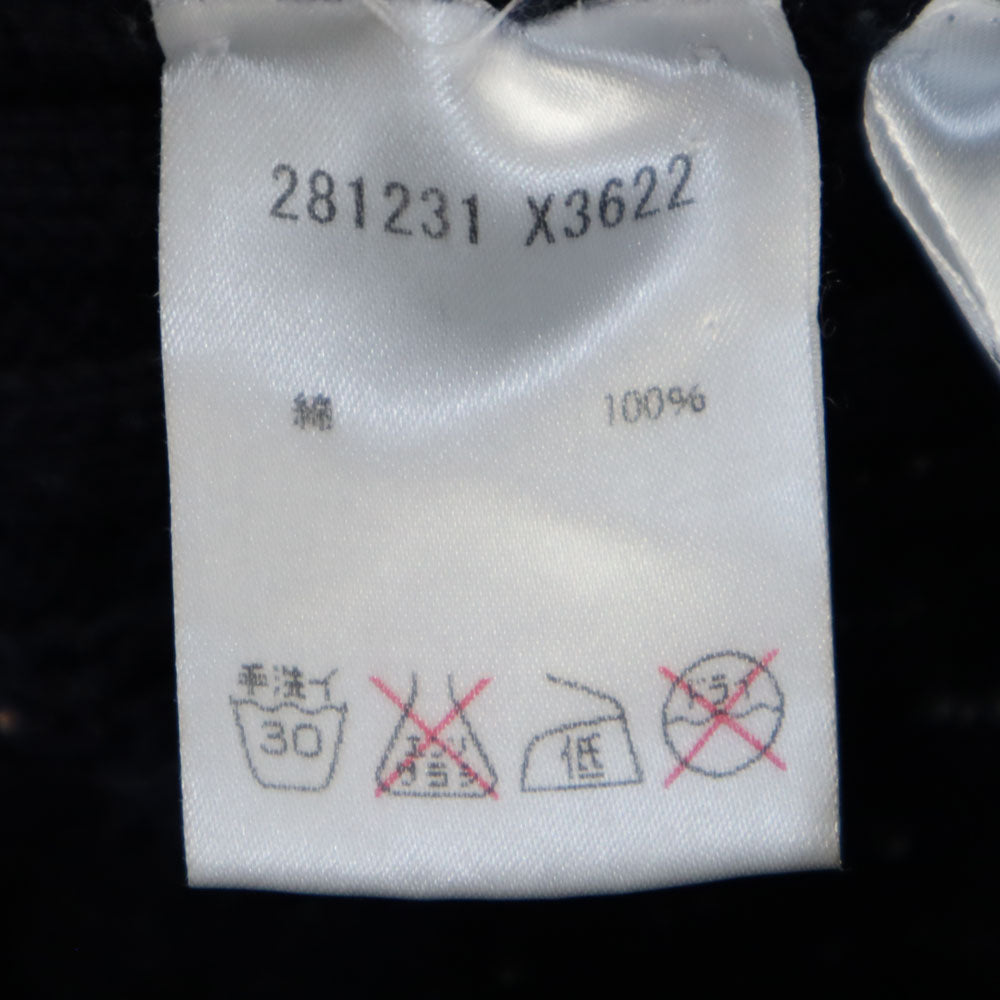 281231 X3622
綿 100%
手洗イ
30
エンソ
サラシ
低
ドライ